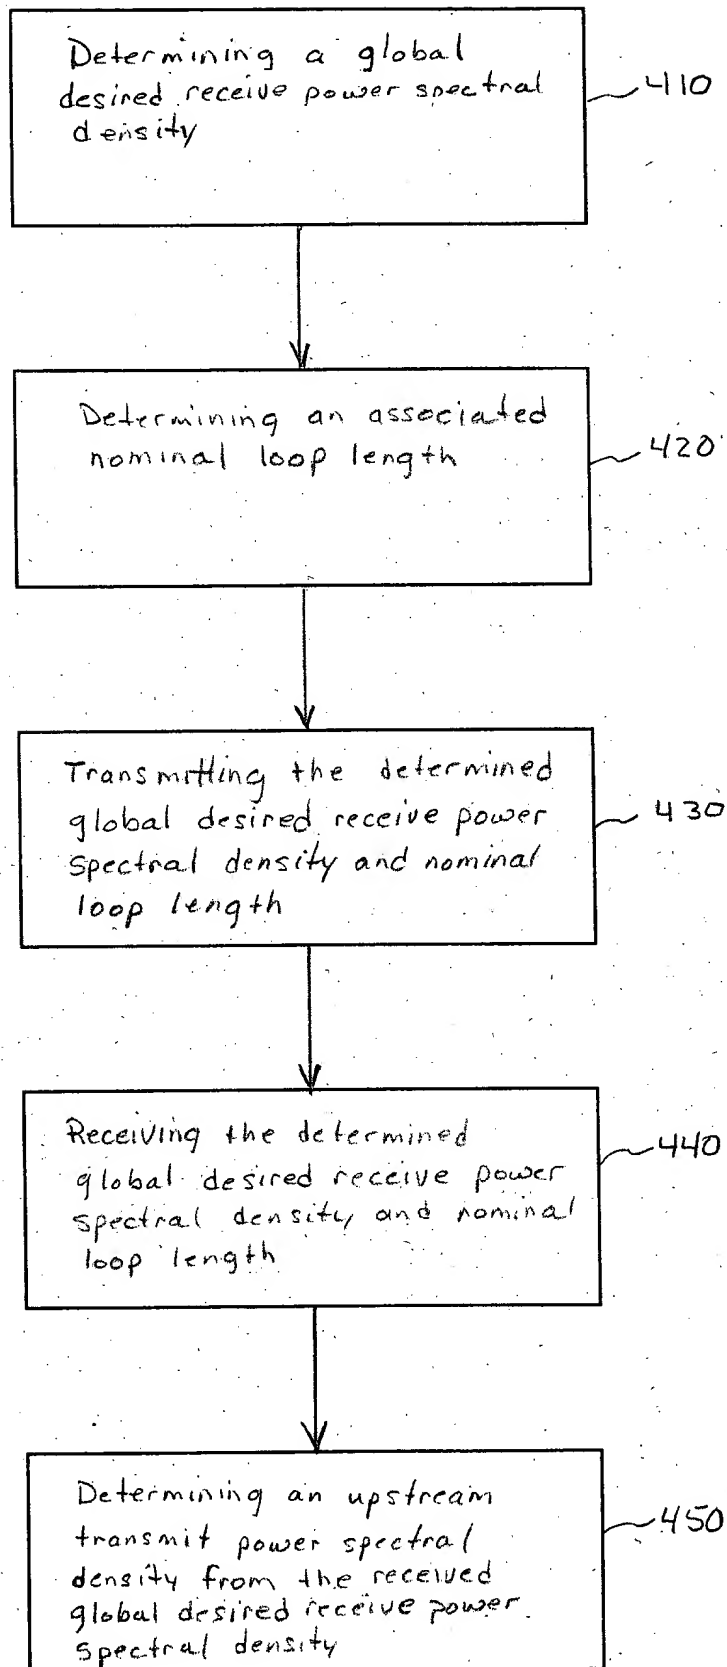 Determining a global
desired receive power spectral
density
410
Determining an associated
nominal loop length
420
Transmitting the determined
global desired receive power
spectral density and nominal
loop length
430
Receiving the determined
global desired receive power
spectral density and nominal
loop length
440
Determining an upstream
transmit power spectral
density from the received
global desired receive power
spectral density
450